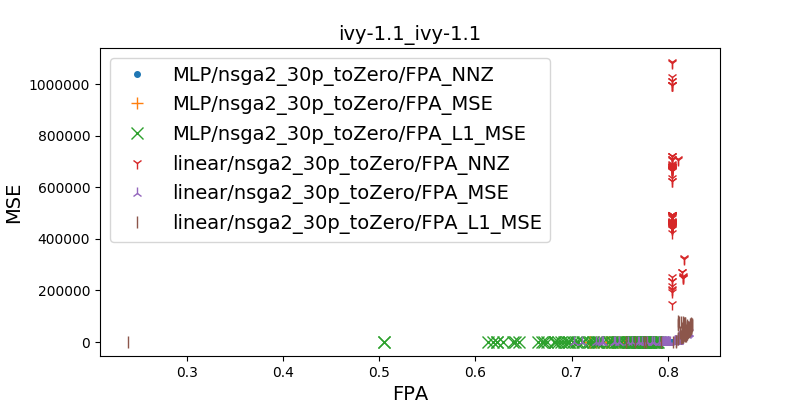 ivy-1.1_ivy-1.1
MLP/nsga2_30p_toZero/FPA_NNZ
MLP/nsga2_30p_toZero/FPA_MSE
MLP/nsga2_30p_toZero/FPA_L1_MSE
linear/nsga2_30p_toZero/FPA_NNZ
linear/nsga2_30p_toZero/FPA_MSE
linear/nsga2_30p_toZero/FPA_L1_MSE
MSE
1000000
800000
600000
400000
200000
0
0.3 0.4 0.5 0.6 0.7 0.8
FPA